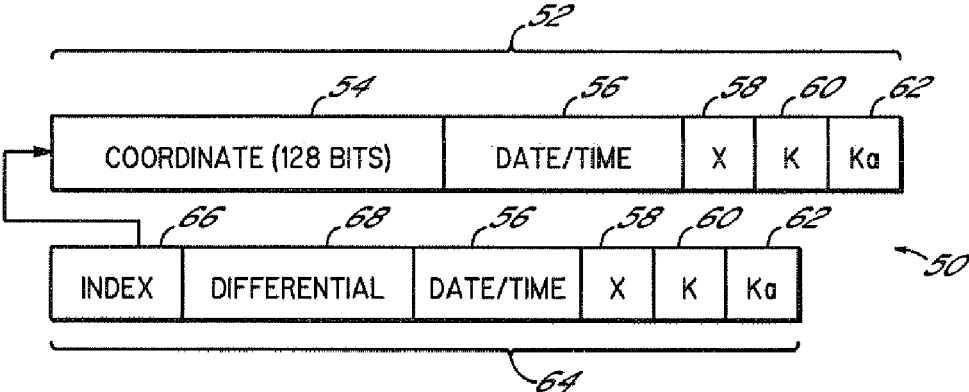 52
54 56 58 60 62
COORDINATE (128 BITS) DATE/TIME X K Ka
66 68 56 58 60 62
INDEX DIFFERENTIAL DATE/TIME X K Ka
50
64